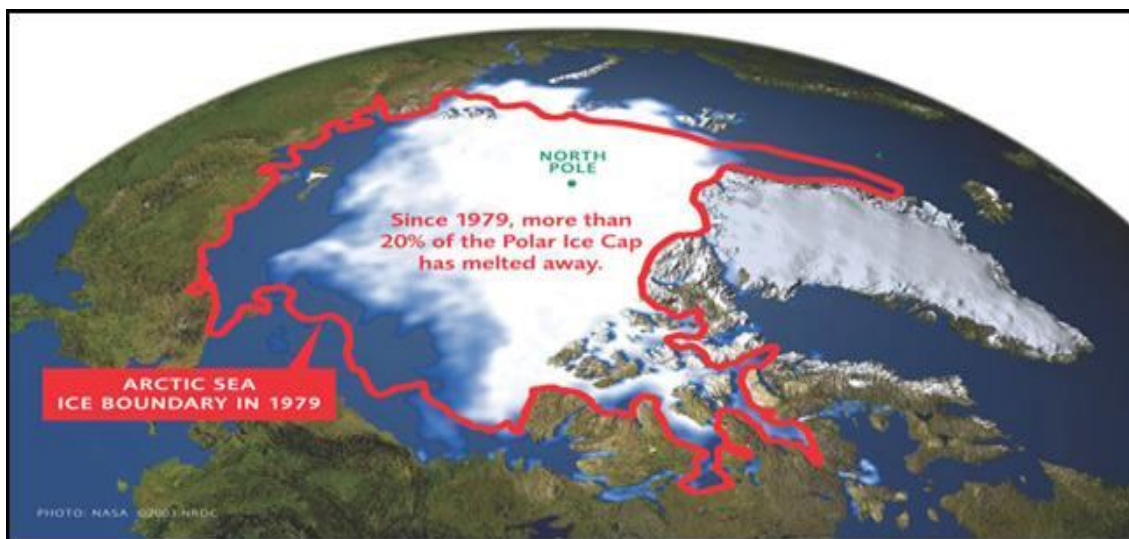 NORTH
POLE
Since 1979, more than
20% of the Polar Ice Cap
has melted away.
ARCTIC SEA
ICE BOUNDARY IN 1979
PHOTO: NASA ©2003 NRDC